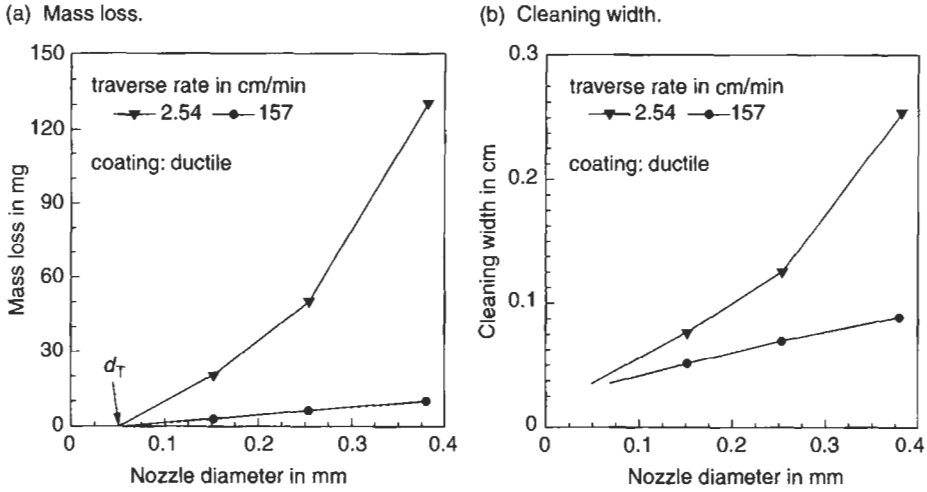 (a) Mass loss.
150
120
90
60
30
0
Mass loss in mg
traverse rate in cm/min
2.54 157
coating: ductile
dT
0 0.1 0.2 0.3 0.4
Nozzle diameter in mm
(b) Cleaning width.
0.3
0.2
0.1
0
Cleaning width in cm
traverse rate in cm/min
2.54 157
coating: ductile
0 0.1 0.2 0.3 0.4
Nozzle diameter in mm